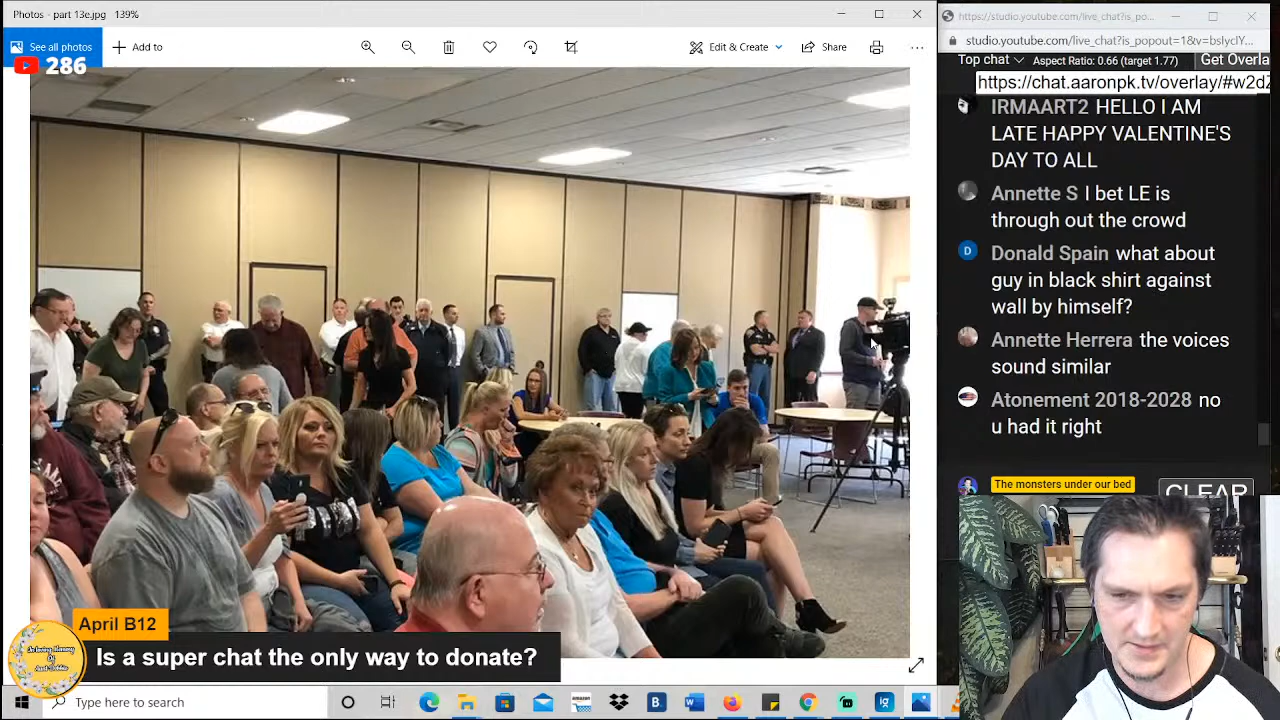 Photos - part 13e.jpg   139%
See all photos
Add to
Edit & Create
Share
286
https://studio.youtube.com/live_chat?is_po...
studio.youtube.com/live_chat?is_popout=1&v=bslycIY...
Top chat
Aspect Ratio: 0.66 (target 1.77)
Get Overla
https://chat.aaronpk.tv/overlay/#w2dZ
IRMAART2 HELLO I AM
LATE HAPPY VALENTINE'S
DAY TO ALL
Annette S I bet LE is
through out the crowd
D
Donald Spain what about
guy in black shirt against
wall by himself?
Annette Herrera the voices
sound similar
Atonement 2018-2028 no
u had it right
The monsters under our bed
CLEAR
April B12
Is a super chat the only way to donate?
Type here to search